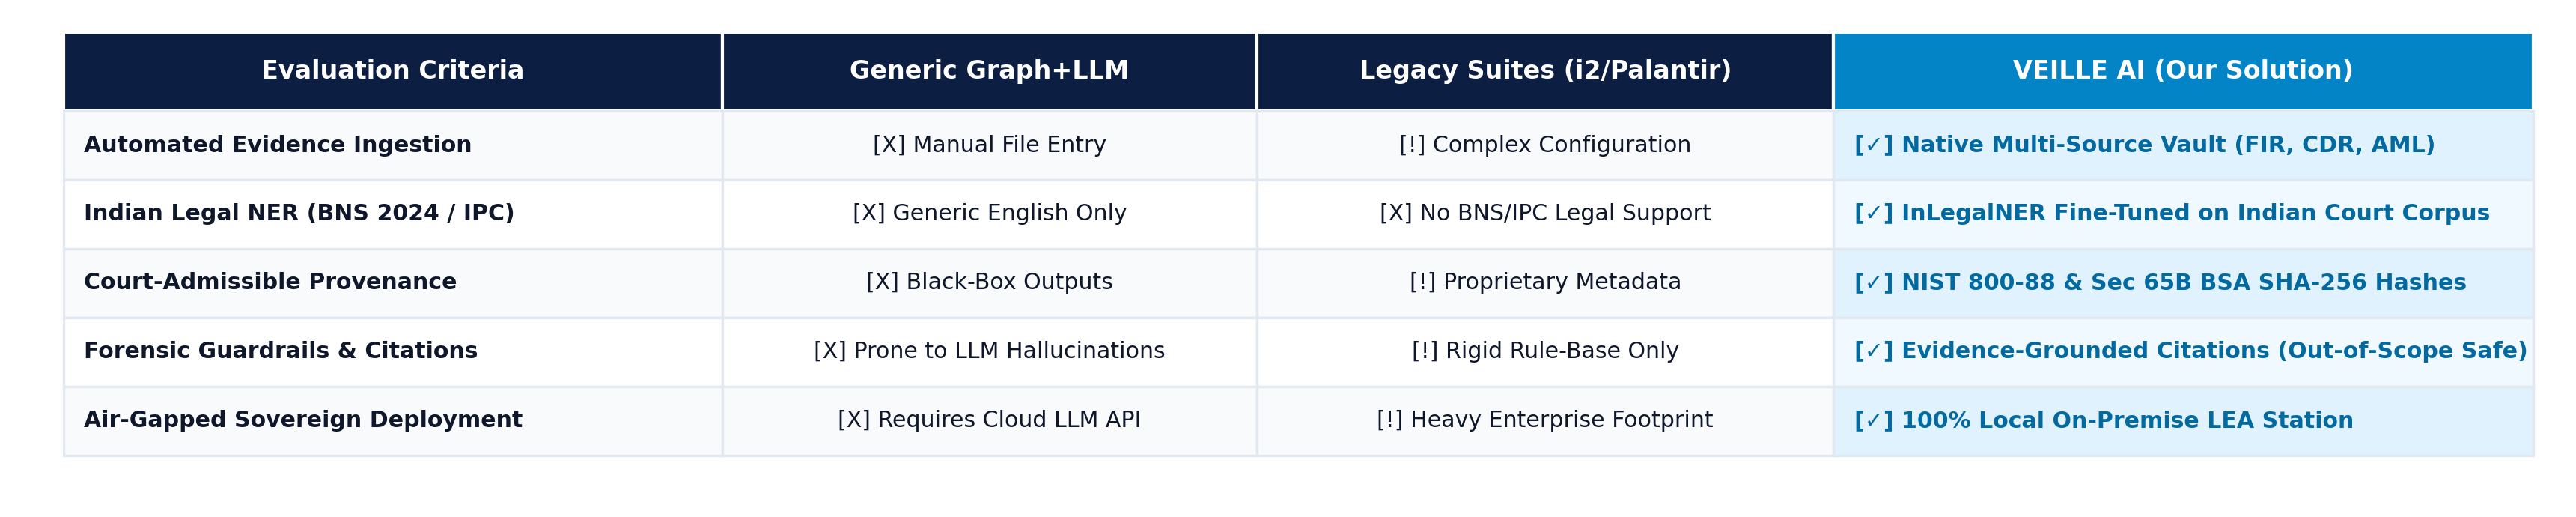 Evaluation Criteria Generic Graph+LLM Legacy Suites (i2/Palantir) VEILLE AI (Our Solution)
Automated Evidence Ingestion [X] Manual File Entry [!] Complex Configuration [✓] Native Multi-Source Vault (FIR, CDR, AML)
Indian Legal NER (BNS 2024 / IPC) [X] Generic English Only [X] No BNS/IPC Legal Support [✓] InLegalNER Fine-Tuned on Indian Court Corpus
Court-Admissible Provenance [X] Black-Box Outputs [!] Proprietary Metadata [✓] NIST 800-88 & Sec 65B BSA SHA-256 Hashes
Forensic Guardrails & Citations [X] Prone to LLM Hallucinations [!] Rigid Rule-Base Only [✓] Evidence-Grounded Citations (Out-of-Scope Safe)
Air-Gapped Sovereign Deployment [X] Requires Cloud LLM API [!] Heavy Enterprise Footprint [✓] 100% Local On-Premise LEA Station